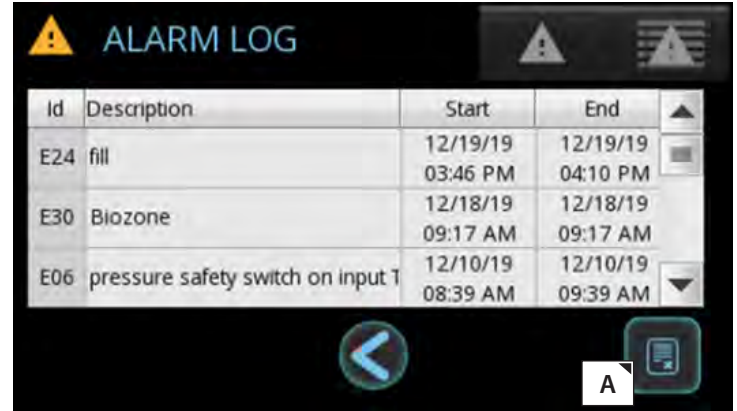 ALARM LOG
Id Description Start End
E24 fill 12/19/19 03:46 PM 12/19/19 04:10 PM
E30 Biozone 12/18/19 09:17 AM 12/18/19 09:17 AM
E06 pressure safety switch on input T 12/10/19 08:39 AM 12/10/19 09:39 AM
A